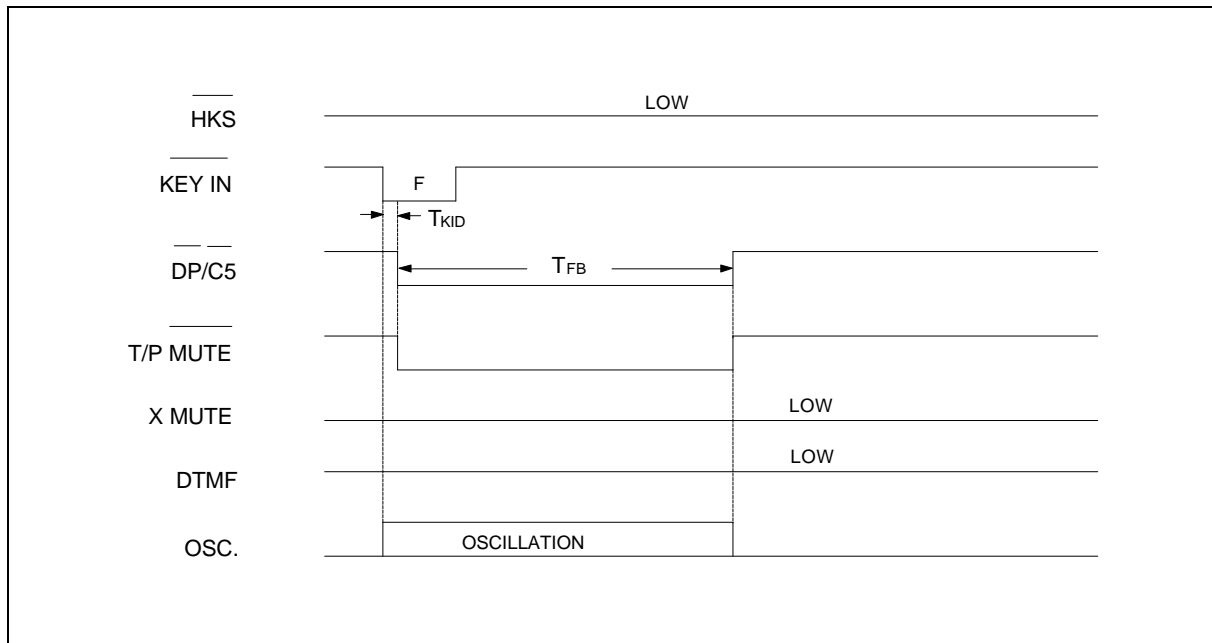 HKS
LOW
KEY IN
F
TKID
DP/C5
TFB
T/P MUTE
X MUTE
LOW
DTMF
LOW
OSC.
OSCILLATION